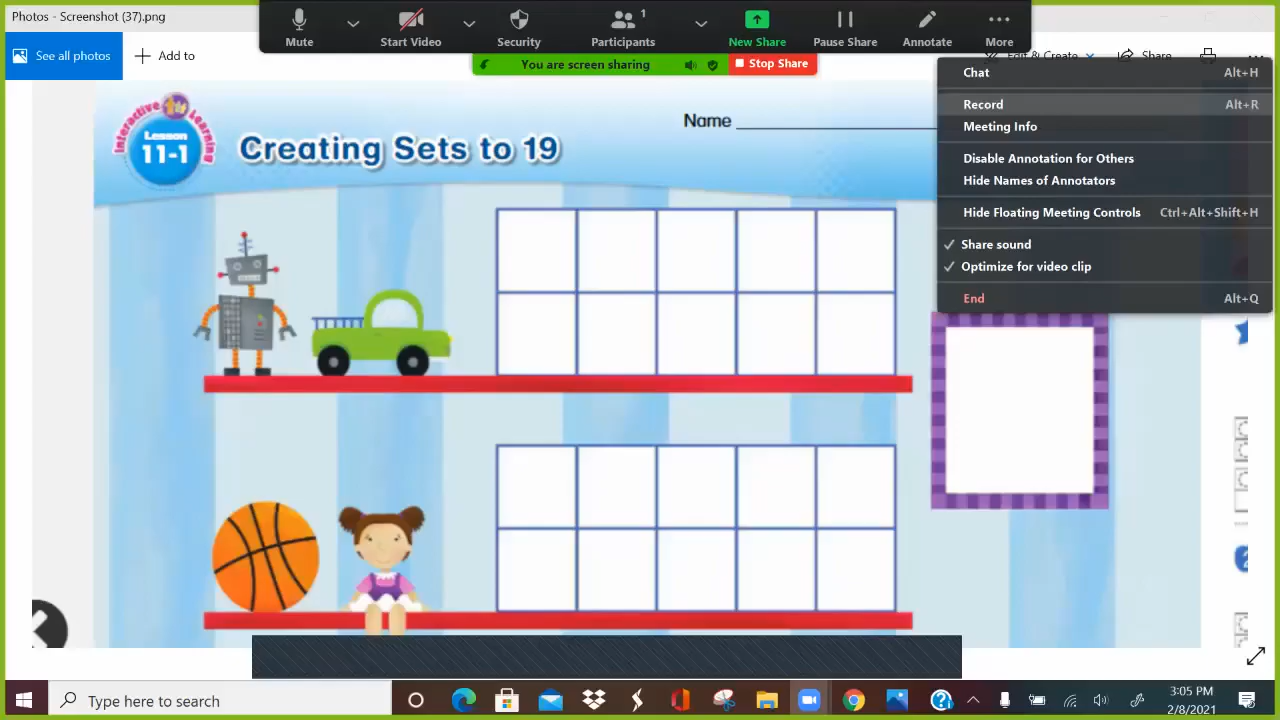 Photos - Screenshot (37).png
See all photos
Add to
Edit & Create
Share
Mute
Start Video
Security
1
Participants
New Share
Pause Share
Annotate
More
You are screen sharing
Stop Share
Chat Alt+H
Record Alt+R
Meeting Info
Disable Annotation for Others
Hide Names of Annotators
Hide Floating Meeting Controls Ctrl+Alt+Shift+H
Share sound
Optimize for video clip
End Alt+Q
Interactive Learning
Lesson
11-1
Creating Sets to 19
Name
Type here to search
3:05 PM
2/8/2021